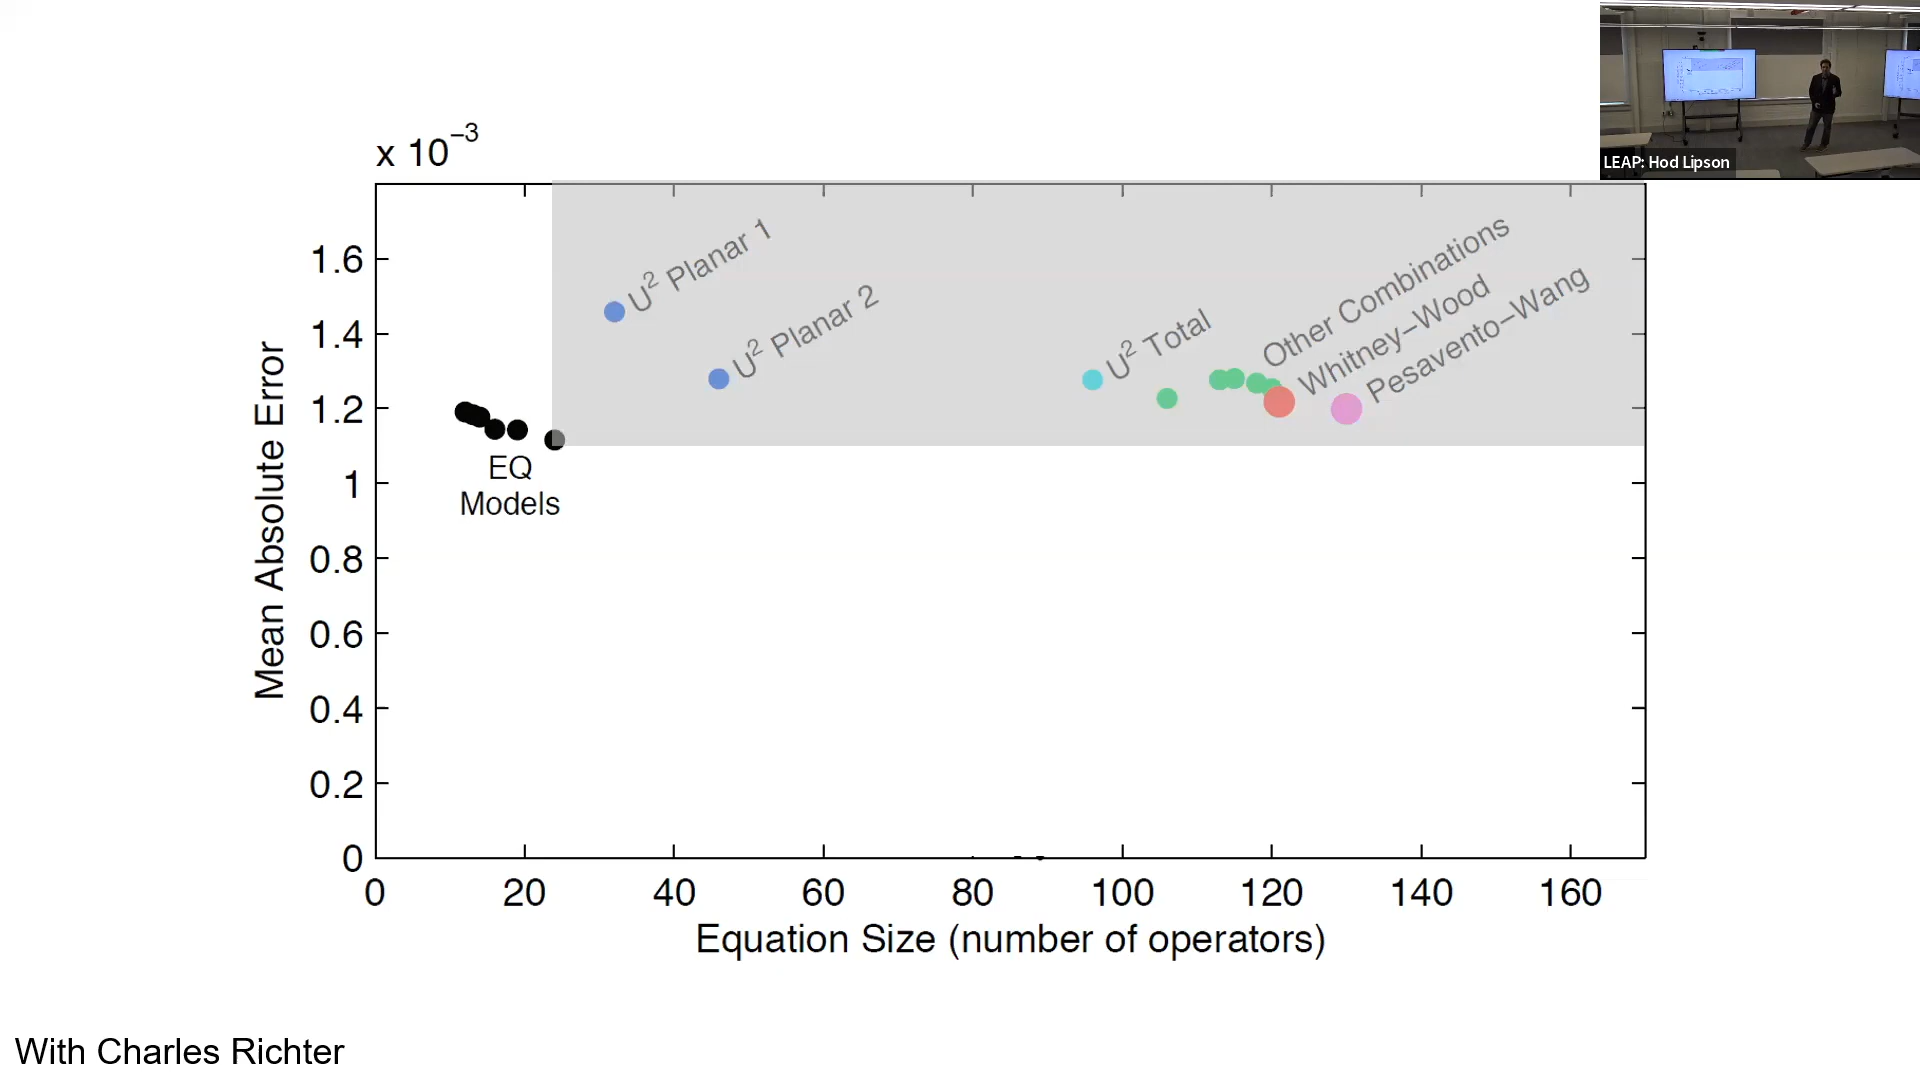 LEAP: Hod Lipson
x 10⁻³
1.6
1.4
1.2
1
0.8
0.6
0.4
0.2
0
Mean Absolute Error
U² Planar 1
U² Planar 2
U² Total
Other Combinations
Whitney–Wood
Pesavento–Wang
EQ
Models
0 20 40 60 80 100 120 140 160
Equation Size (number of operators)
With Charles Richter